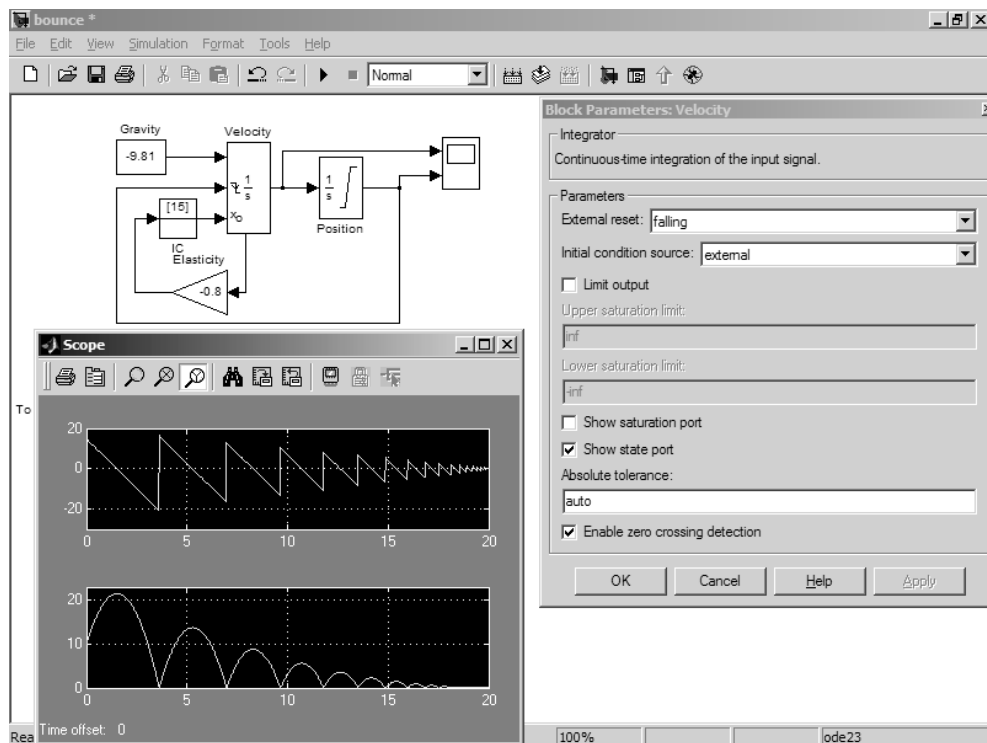 bounce *
File Edit View Simulation Format Tools Help
Normal
Gravity
-9.81
Velocity
1
s
xo
[15]
IC
Elasticity
-0.8
1
s
Position
To
Scope
20
0
-20
0 5 10 15 20
20
10
0
0 5 10 15 20
Time offset: 0
Block Parameters: Velocity
Integrator
Continuous-time integration of the input signal.
Parameters
External reset: falling
Initial condition source: external
Limit output
Upper saturation limit:
inf
Lower saturation limit:
-inf
Show saturation port
Show state port
Absolute tolerance:
auto
Enable zero crossing detection
OK Cancel Help Apply
Rea 100% ode23